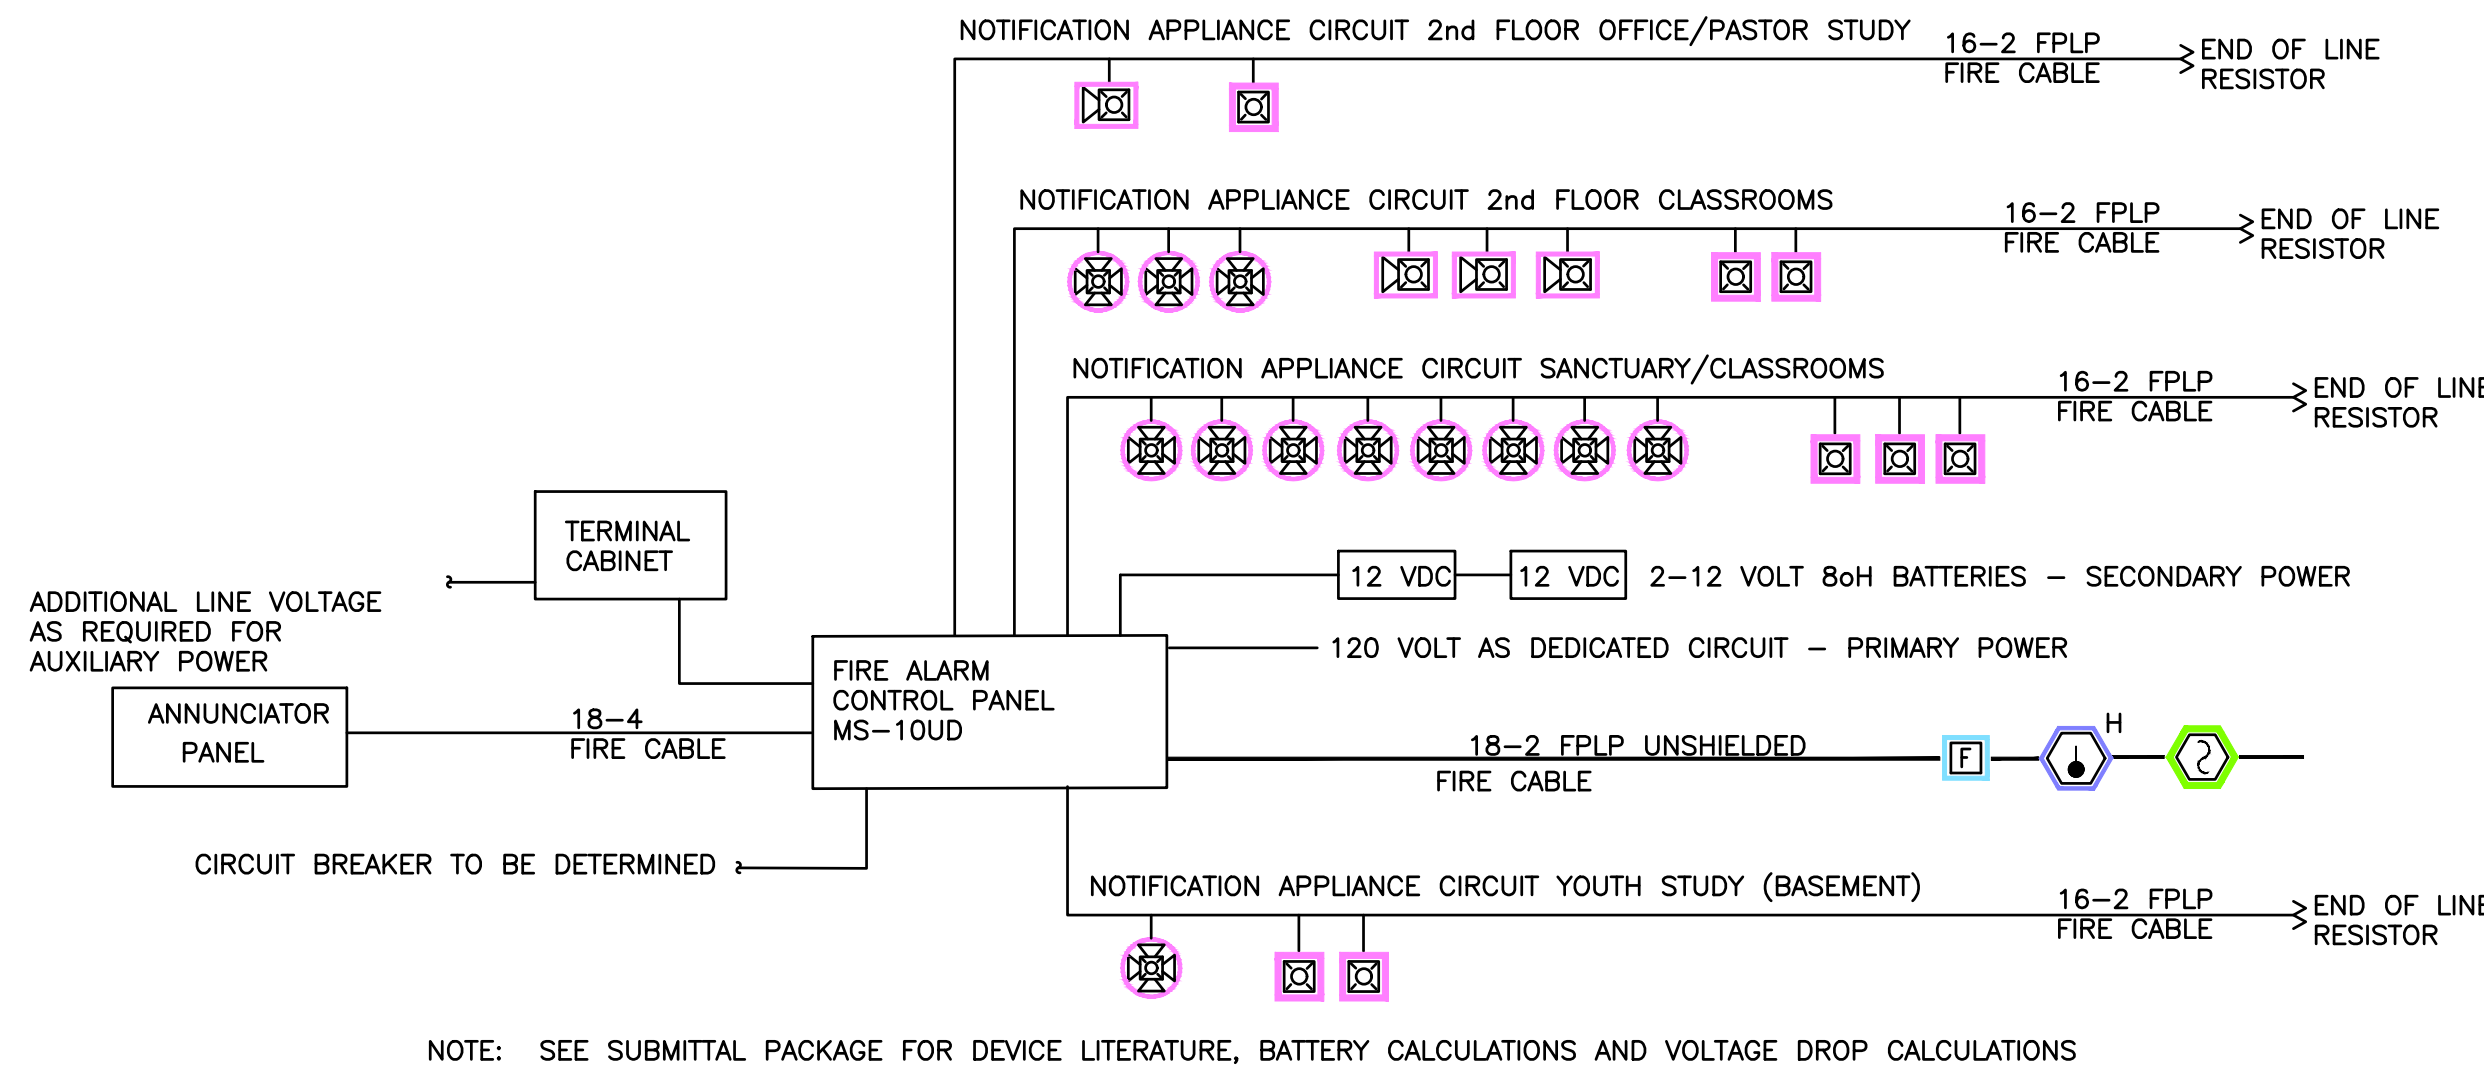 NOTIFICATION APPLIANCE CIRCUIT 2nd FLOOR OFFICE/PASTOR STUDY
16-2 FPLP
FIRE CABLE
END OF LINE
RESISTOR
NOTIFICATION APPLIANCE CIRCUIT 2nd FLOOR CLASSROOMS
16-2 FPLP
FIRE CABLE
END OF LINE
RESISTOR
NOTIFICATION APPLIANCE CIRCUIT SANCTUARY/CLASSROOMS
16-2 FPLP
FIRE CABLE
END OF LINE
RESISTOR
TERMINAL
CABINET
12 VDC
12 VDC
2-12 VOLT 8oH BATTERIES - SECONDARY POWER
ADDITIONAL LINE VOLTAGE
AS REQUIRED FOR
AUXILIARY POWER
120 VOLT AS DEDICATED CIRCUIT - PRIMARY POWER
FIRE ALARM
CONTROL PANEL
MS-10UD
ANNUNCIATOR
PANEL
18-4
FIRE CABLE
18-2 FPLP UNSHIELDED
FIRE CABLE
F
H
CIRCUIT BREAKER TO BE DETERMINED
NOTIFICATION APPLIANCE CIRCUIT YOUTH STUDY (BASEMENT)
16-2 FPLP
FIRE CABLE
END OF LINE
RESISTOR
NOTE: SEE SUBMITTAL PACKAGE FOR DEVICE LITERATURE, BATTERY CALCULATIONS AND VOLTAGE DROP CALCULATIONS